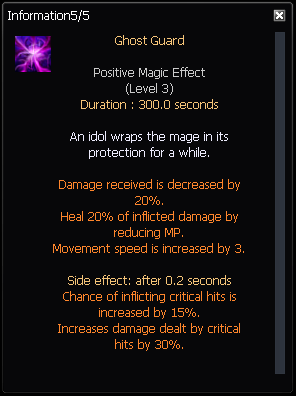 Information5/5
Ghost Guard
Positive Magic Effect
(Level 3)
Duration : 300.0 seconds
An idol wraps the mage in its
protection for a while.
Damage received is decreased by
20%.
Heal 20% of inflicted damage by
reducing MP.
Movement speed is increased by 3.
Side effect: after 0.2 seconds
Chance of inflicting critical hits is
increased by 15%.
Increases damage dealt by critical
hits by 30%.